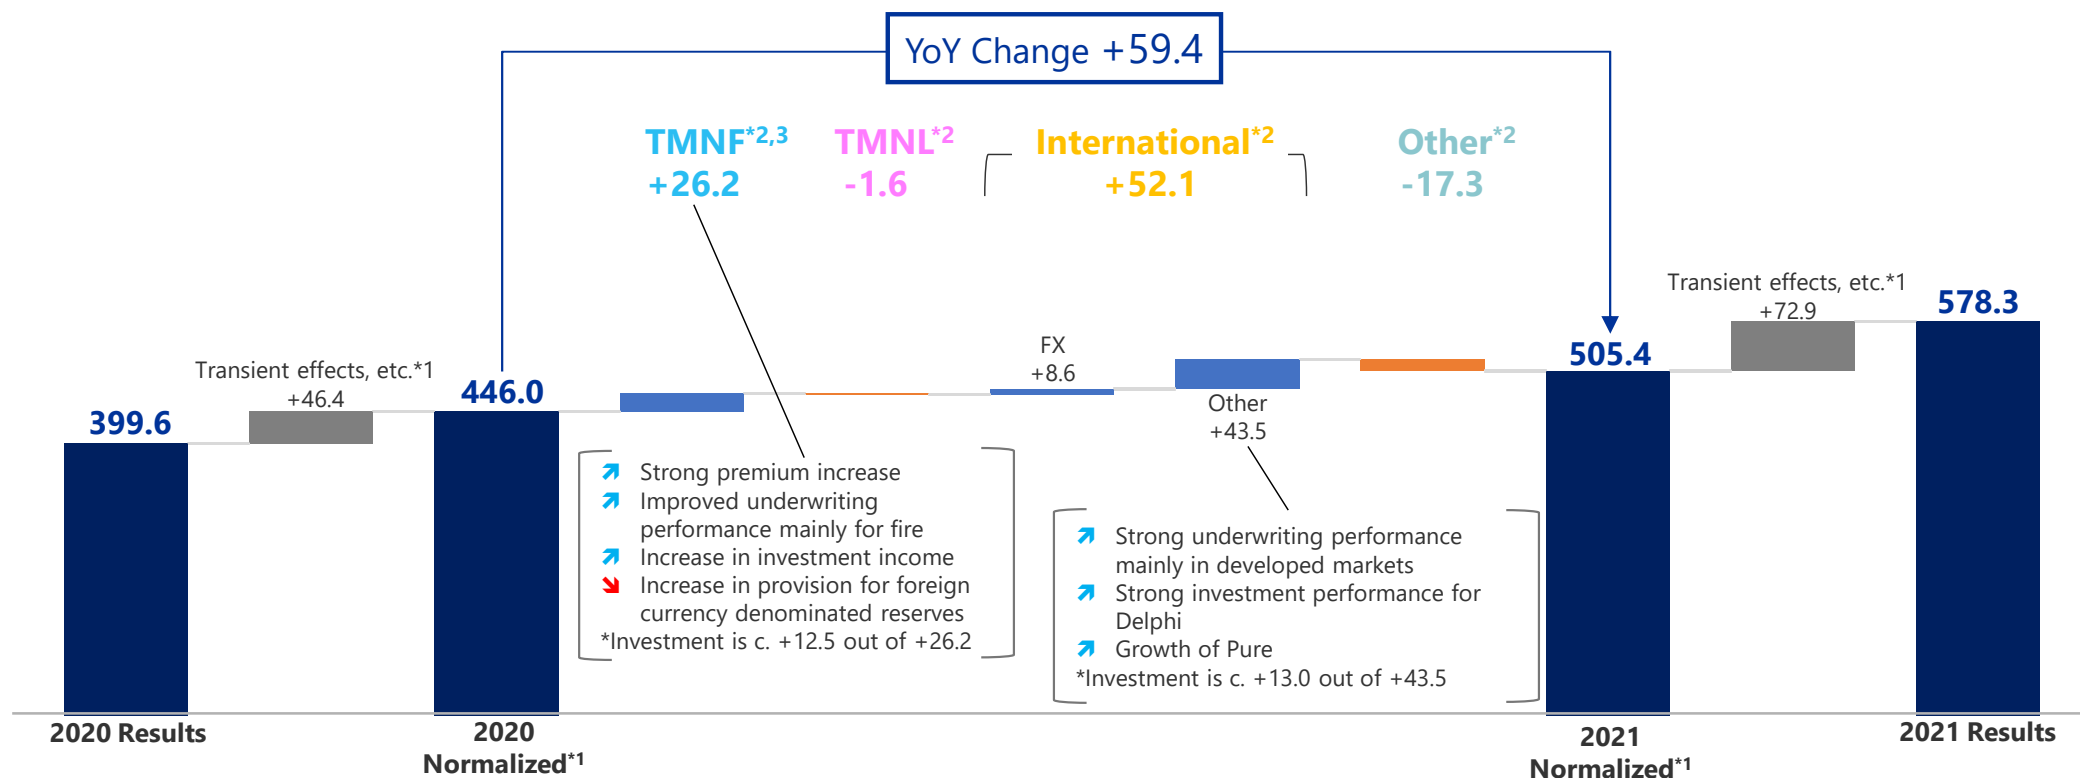 YoY Change +59.4
TMNF*2,3
+26.2
TMNL*2
-1.6
International*2
+52.1
Other*2
-17.3
399.6
Transient effects, etc.*1
+46.4
446.0
FX
+8.6
Other
+43.5
505.4
Transient effects, etc.*1
+72.9
578.3
Strong premium increase
Improved underwriting
performance mainly for fire
Increase in investment income
Increase in provision for foreign
currency denominated reserves
*Investment is c. +12.5 out of +26.2
Strong underwriting performance
mainly in developed markets
Strong investment performance for
Delphi
Growth of Pure
*Investment is c. +13.0 out of +43.5
2020 Results
2020
Normalized*1
2021
Normalized*1
2021 Results